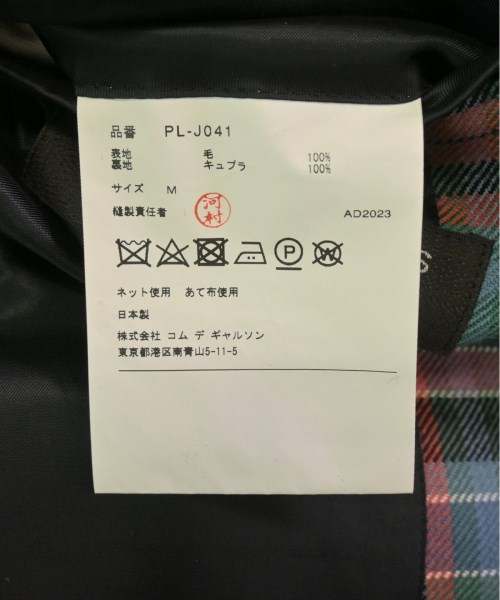 品番 PL-J041
表地 毛 100%
裏地 キュプラ 100%
サイズ M
縫製責任者 河村 AD2023
P W
ネット使用 あて布使用
日本製
株式会社 コム デ ギャルソン
東京都港区南青山5-11-5
S